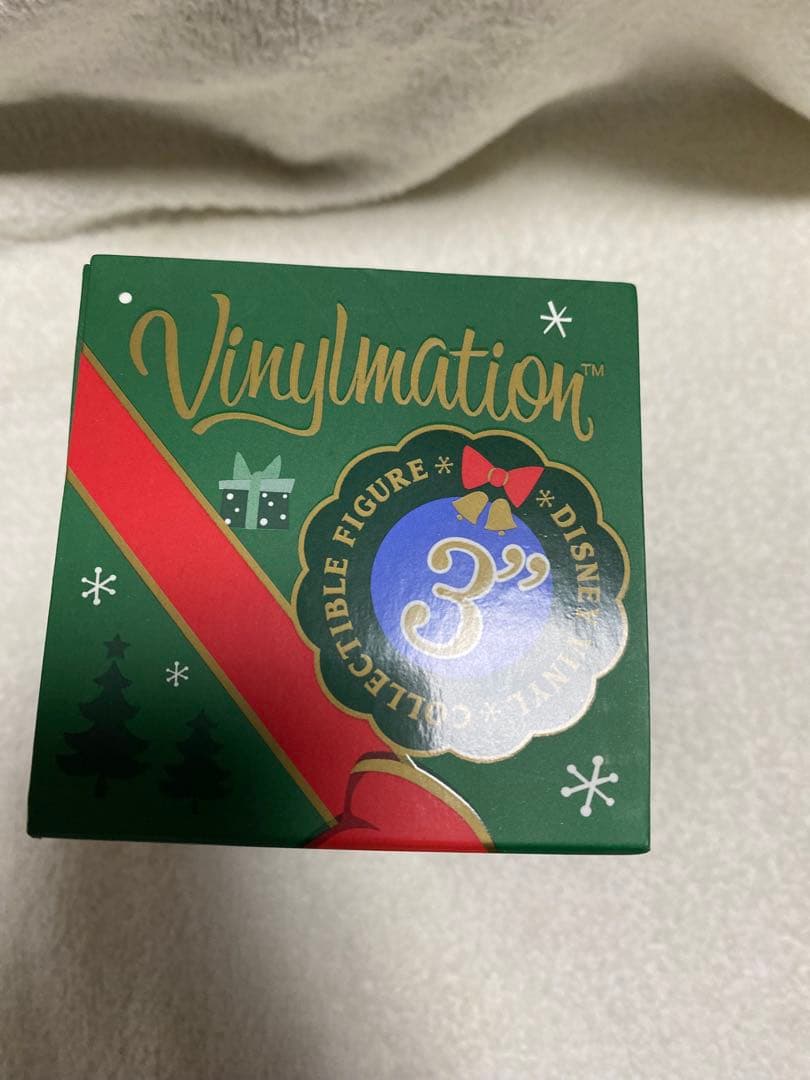 Vinylmation™
* DISNEY VINYL * COLLECTIBLE FIGURE *
3"